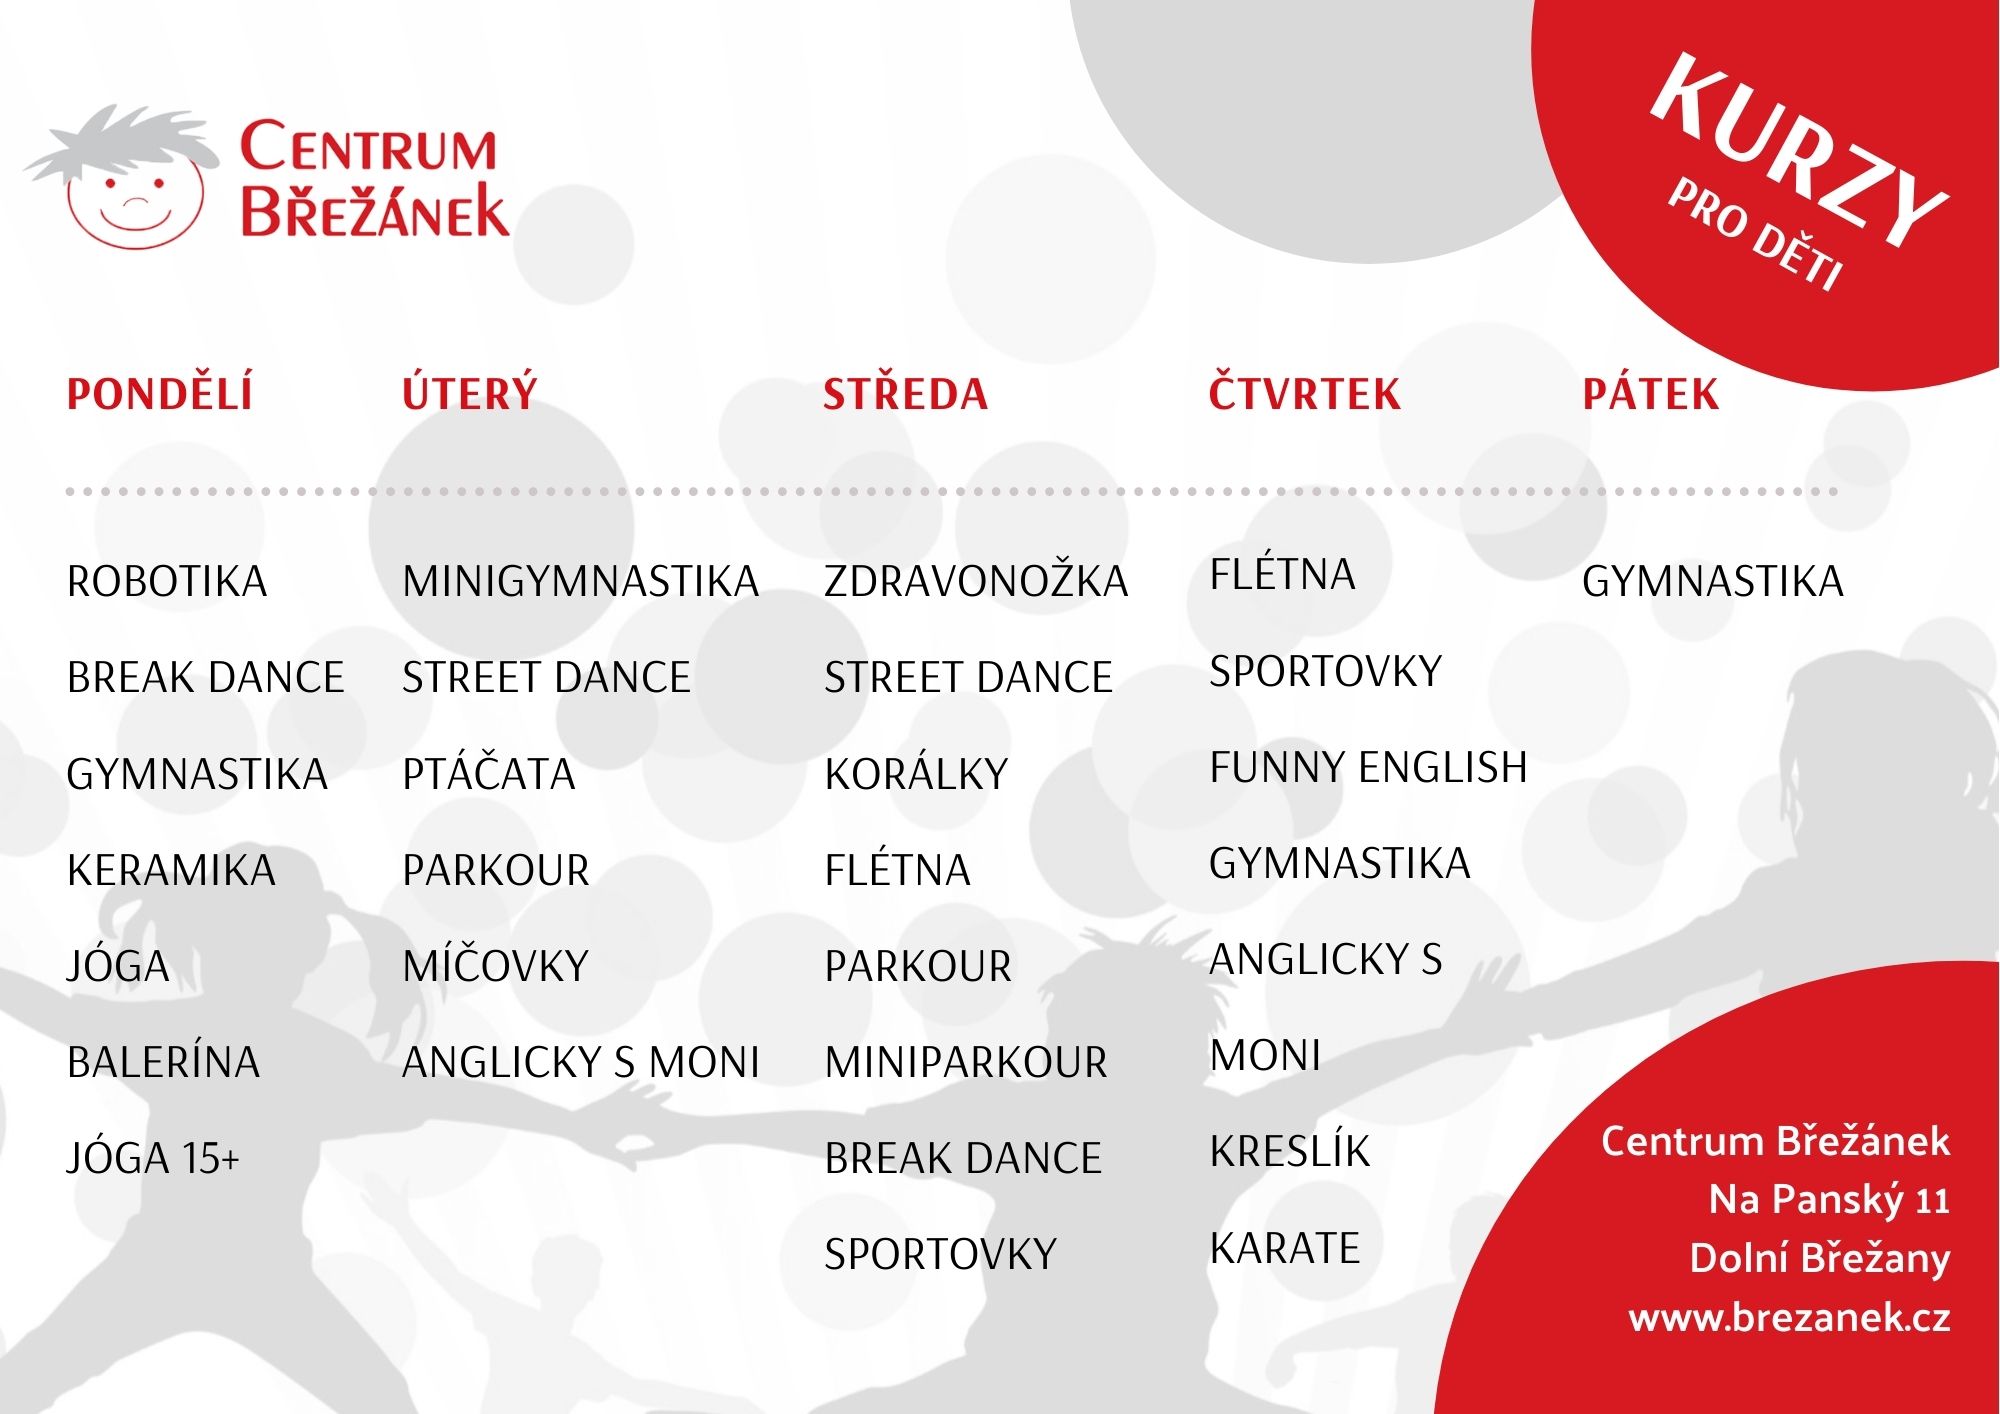 CENTRUM
BŘEŽÁNEK
KURZY
PRO DĚTI
PONDĚLÍ
ROBOTIKA
BREAK DANCE
GYMNASTIKA
KERAMIKA
JÓGA
BALERÍNA
JÓGA 15+
ÚTERÝ
MINIGYMNASTIKA
STREET DANCE
PTÁČATA
PARKOUR
MÍČOVKY
ANGLICKY S MONI
STŘEDA
ZDRAVONOŽKA
STREET DANCE
KORÁLKY
FLÉTNA
PARKOUR
MINIPARKOUR
BREAK DANCE
SPORTOVKY
ČTVRTEK
FLÉTNA
SPORTOVKY
FUNNY ENGLISH
GYMNASTIKA
ANGLICKY S
MONI
KRESLÍK
KARATE
PÁTEK
GYMNASTIKA
Centrum Břežánek
Na Panský 11
Dolní Břežany
www.brezanek.cz